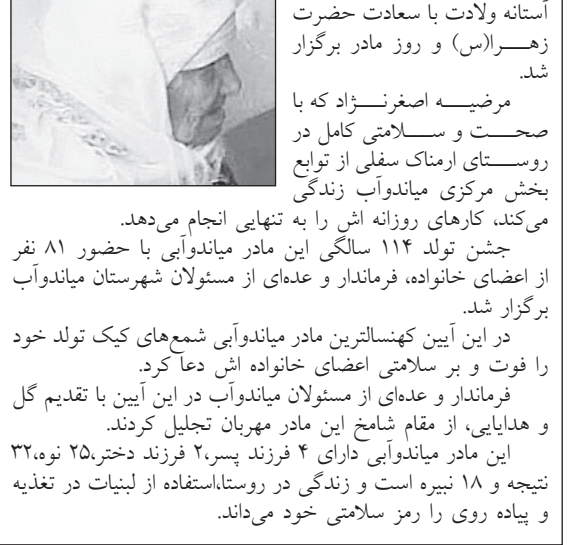 آستانه ولادت با سعادت حضرت
زهـــرا(س) و روز مادر برگزار
شد.
مرضیـــه اصغرنـــژاد که با
صحـــت و ســـلامتی کامل در
روســـتای ارمناک سفلی از توابع
بخش مرکزی میاندوآب زندگی
می‌کند، کارهای روزانه اش را به تنهایی انجام می‌دهد.
جشن تولد ۱۱۴ سالگی این مادر میاندوآبی با حضور ۸۱ نفر
از اعضای خانواده، فرماندار و عده‌ای از مسئولان شهرستان میاندوآب
برگزار شد.
در این آیین کهنسالترین مادر میاندوآبی شمع‌های کیک تولد خود
را فوت و بر سلامتی اعضای خانواده اش دعا کرد.
فرماندار و عده‌ای از مسئولان میاندوآب در این آیین با تقدیم گل
و هدایایی، از مقام شامخ این مادر مهربان تجلیل کردند.
این مادر میاندوآبی دارای ۴ فرزند پسر،۲ فرزند دختر،۲۵ نوه،۳۲
نتیجه و ۱۸ نبیره است و زندگی در روستا،استفاده از لبنیات در تغذیه
و پیاده روی را رمز سلامتی خود می‌داند.